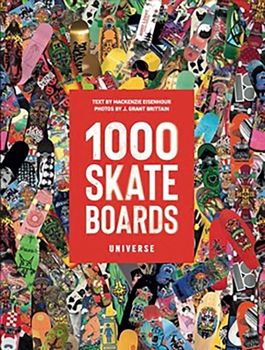 TEXT BY MACKENZIE EISENHOUR
PHOTOS BY J. GRANT BRITTAIN
1000
SKATE
BOARDS
UNIVERSE